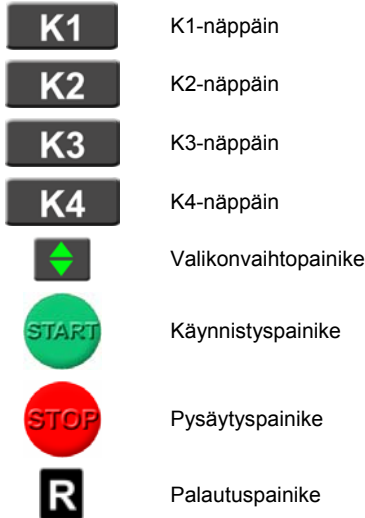 K1 K1-näppäin
K2 K2-näppäin
K3 K3-näppäin
K4 K4-näppäin
Valikonvaihtopainike
START Käynnistyspainike
STOP Pysäytyspainike
R Palautuspainike